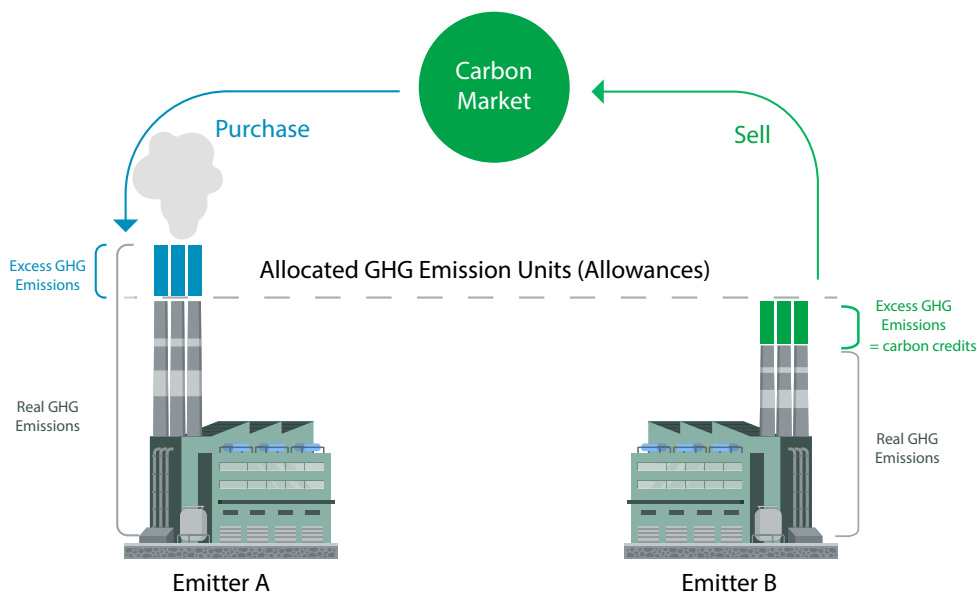 Carbon
Market
Purchase
Sell
Excess GHG
Emissions
Allocated GHG Emission Units (Allowances)
Excess GHG
Emissions
= carbon credits
Real GHG
Emissions
Real GHG
Emissions
Emitter A
Emitter B